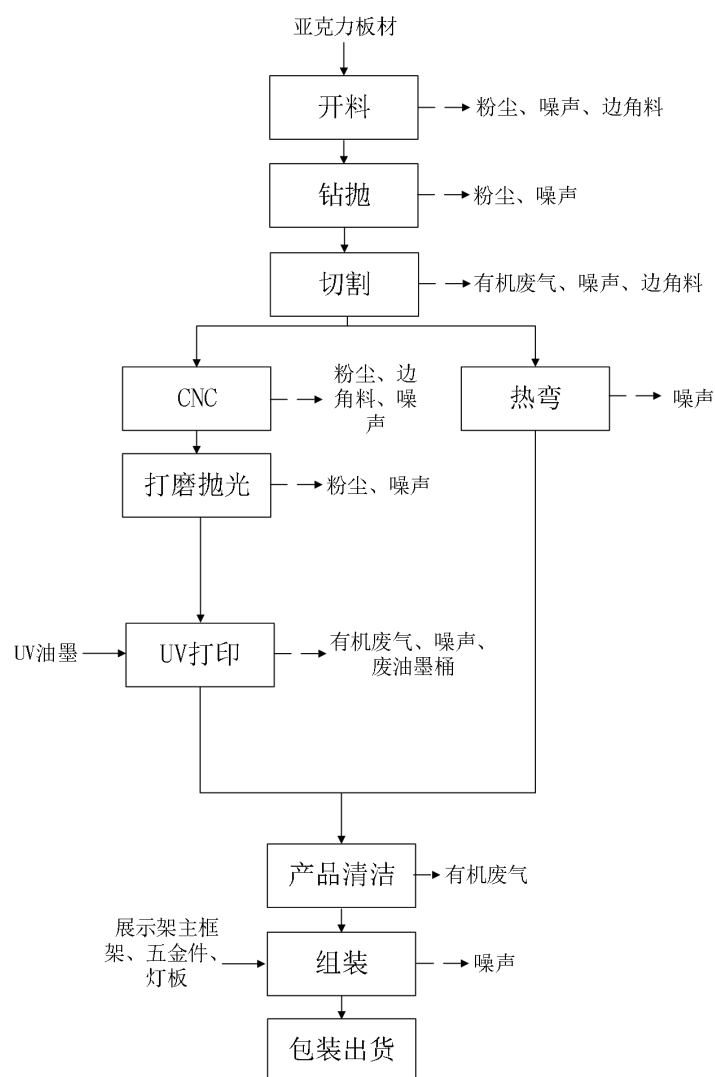 亚克力板材
开料
粉尘、噪声、边角料
钻抛
粉尘、噪声
切割
有机废气、噪声、边角料
CNC
粉尘、边
角料、噪
声
热弯
噪声
打磨抛光
粉尘、噪声
UV油墨
UV打印
有机废气、噪声、
废油墨桶
产品清洁
有机废气
展示架主框
架、五金件、
灯板
组装
噪声
包装出货